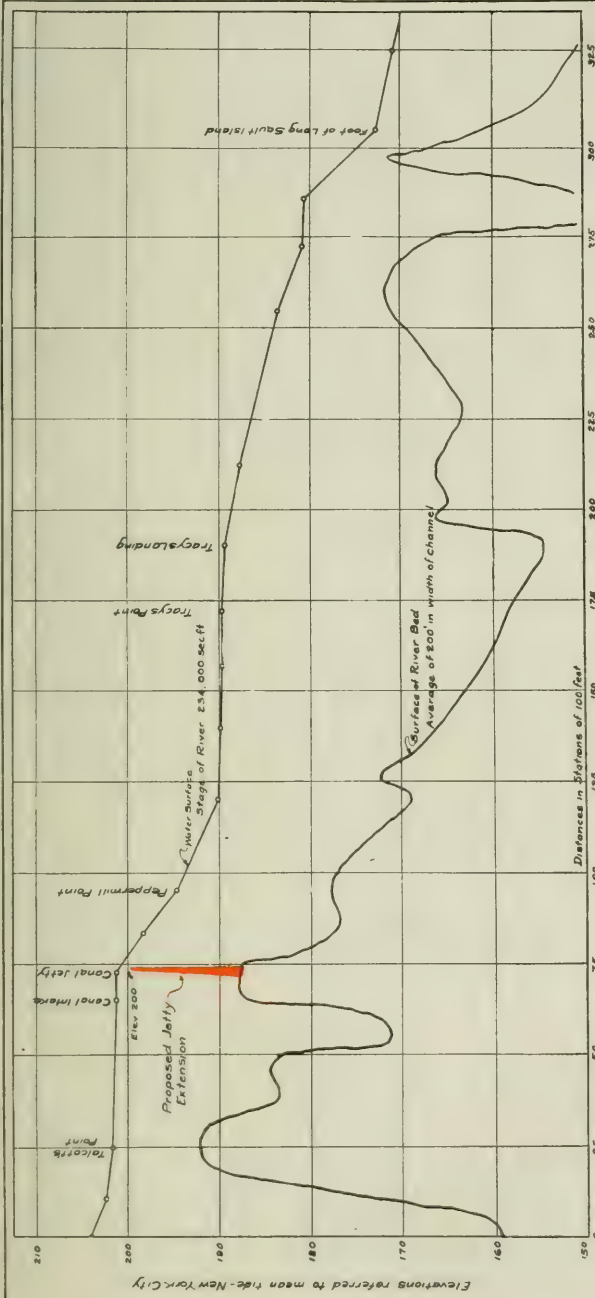 Elevations referred to mean tide - New York City
210
200
190
180
170
160
150
Talcotts
Point
Canal Intake
Canal Jetty
Elev 200
Proposed Jetty
Extension
Peppermill Point
Water Surface
Stage of River 234,000 sec ft
Tracys Point
Tracys Landing
Foot of Long Sault Island
Surface of River Bed
Average of 200' in width of channel
Distances in Stations of 100 feet
25
50
75
100
125
150
175
200
225
250
275
300
325